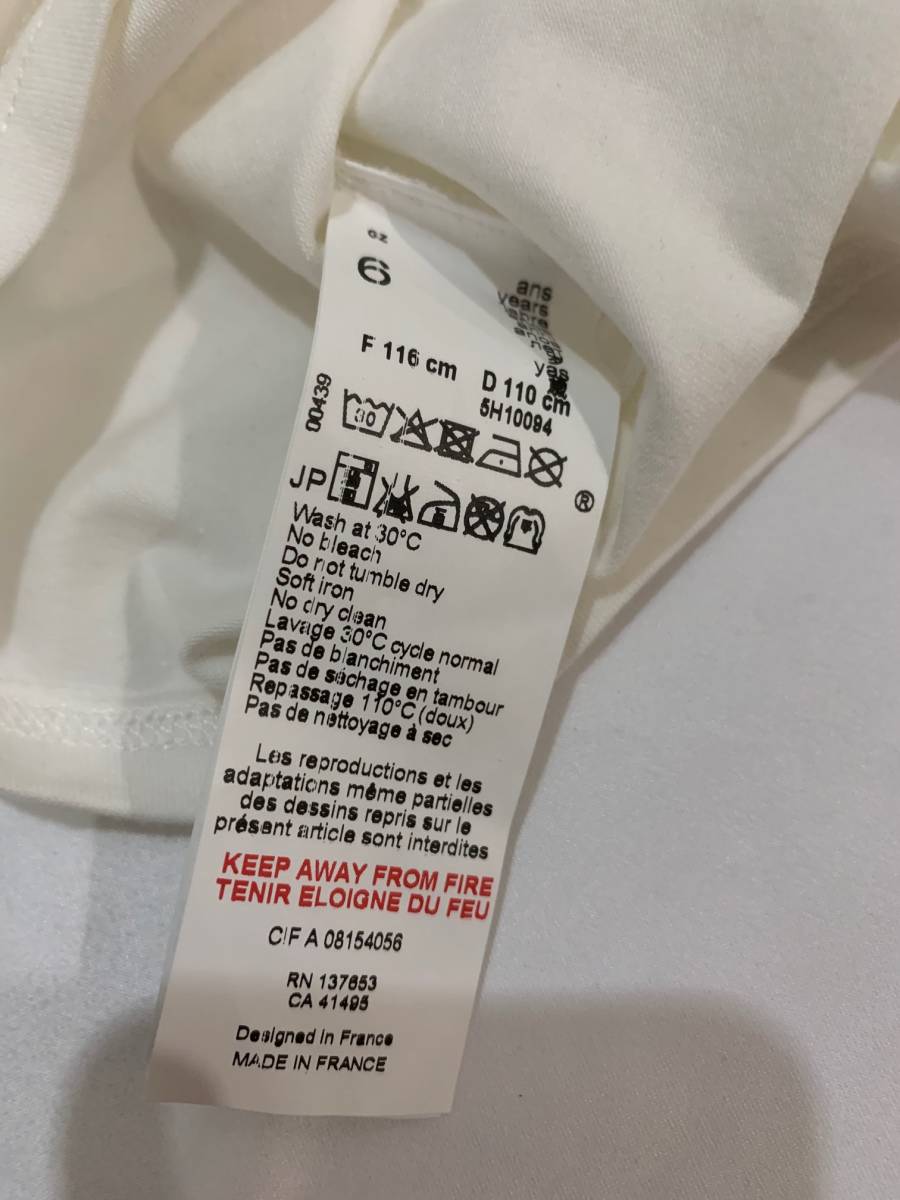 6
ans
years
yas
F 116 cm D 110 cm
5H10094
00439
30
®
JP
Wash at 30°C
No bleach
Do not tumble dry
Soft iron
No dry clean
Lavage 30°C cycle normal
Pas de blanchiment
Pas de séchage en tambour
Repassage 110°C (doux)
Pas de nettoyage à sec
Les reproductions et les
adaptations même partielles
des dessins repris sur le
présent article sont interdites
KEEP AWAY FROM FIRE
TENIR ELOIGNE DU FEU
CIF A 08154056
RN 137653
CA 41495
Designed in France
MADE IN FRANCE